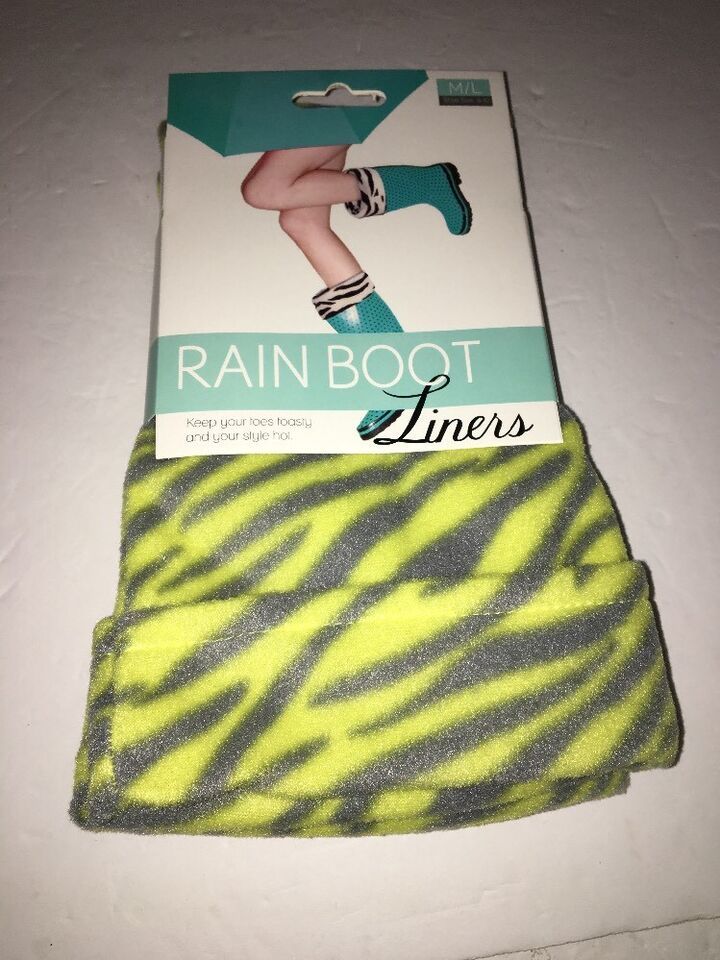 M/L
RAIN BOOT
Liners
Keep your toes toasty
and your style hot.